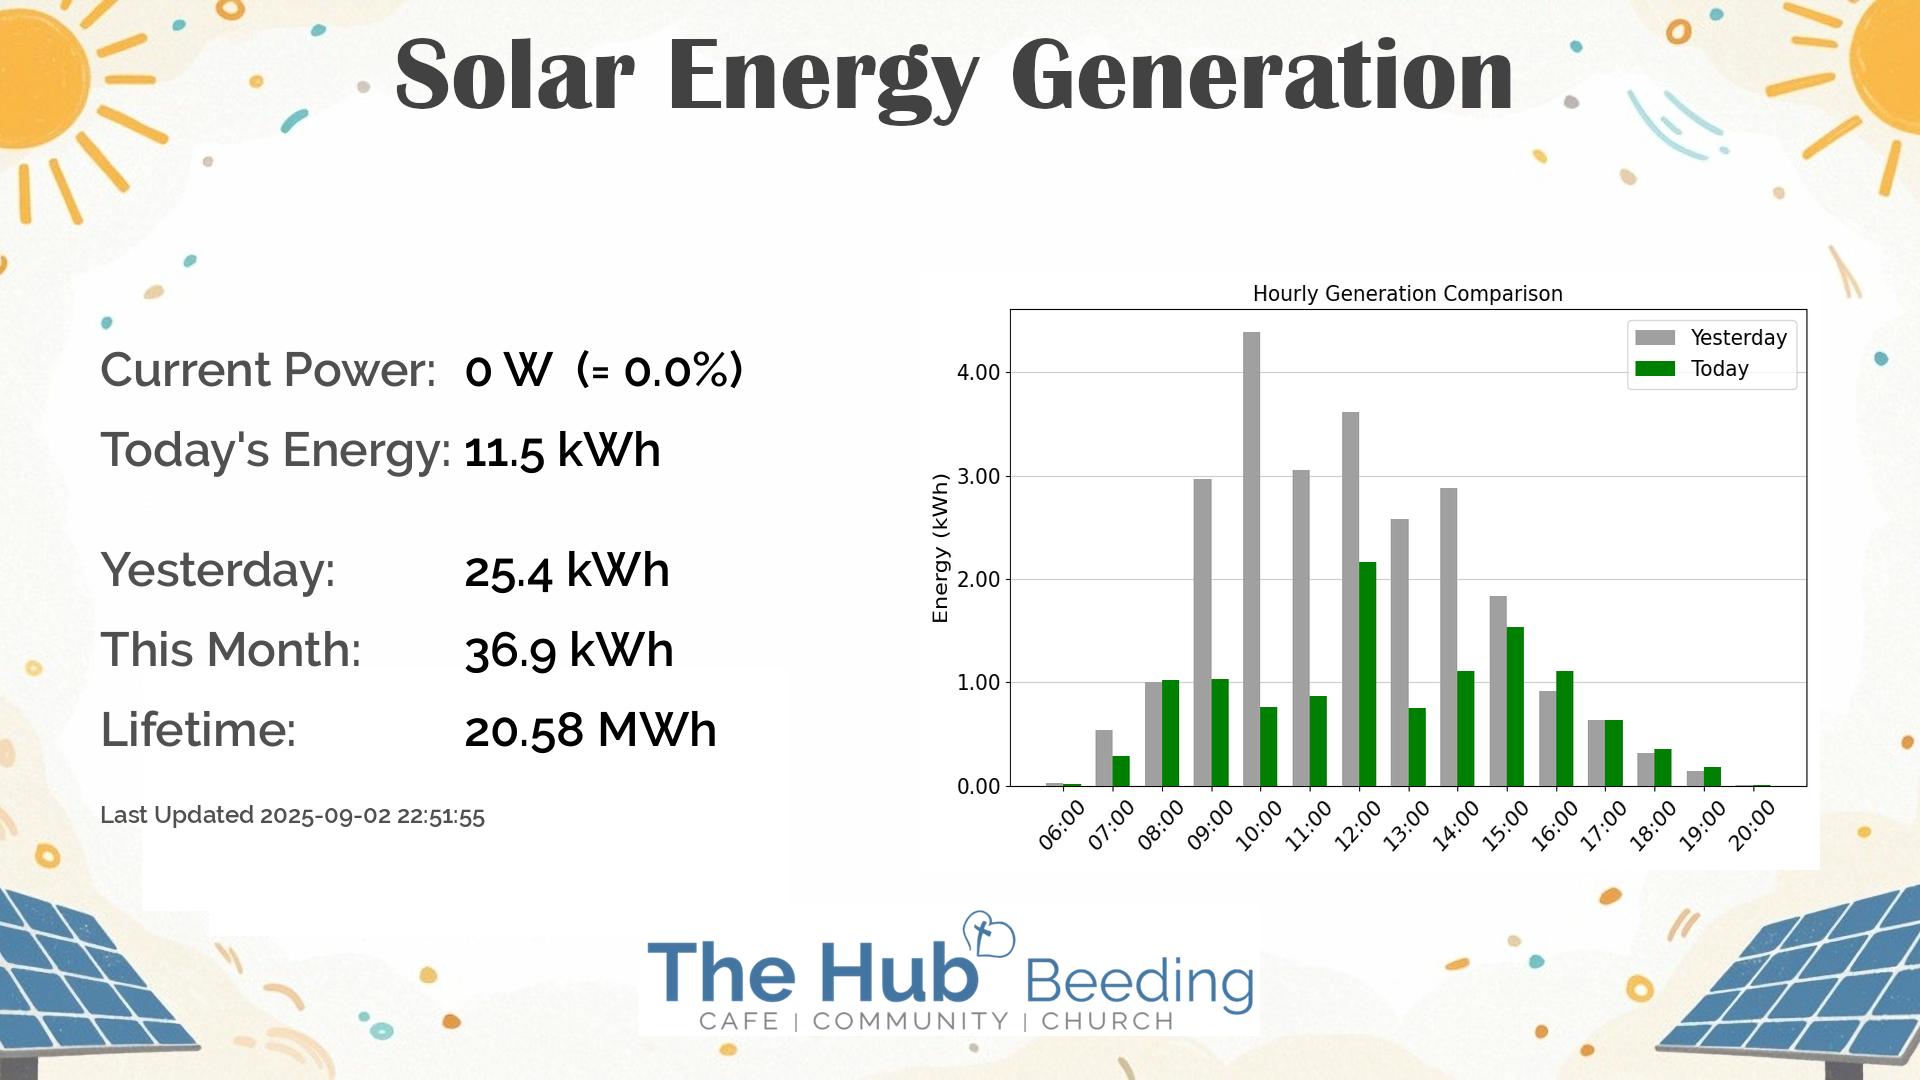 Solar Energy Generation
Current Power: 0 W (= 0.0%)
Today's Energy: 11.5 kWh
Yesterday: 25.4 kWh
This Month: 36.9 kWh
Lifetime: 20.58 MWh
Last Updated 2025-09-02 22:51:55
Hourly Generation Comparison
Yesterday
Today
Energy (kWh)
4.00
3.00
2.00
1.00
0.00
06:00 07:00 08:00 09:00 10:00 11:00 12:00 13:00 14:00 15:00 16:00 17:00 18:00 19:00 20:00
The Hub Beeding
CAFE | COMMUNITY | CHURCH